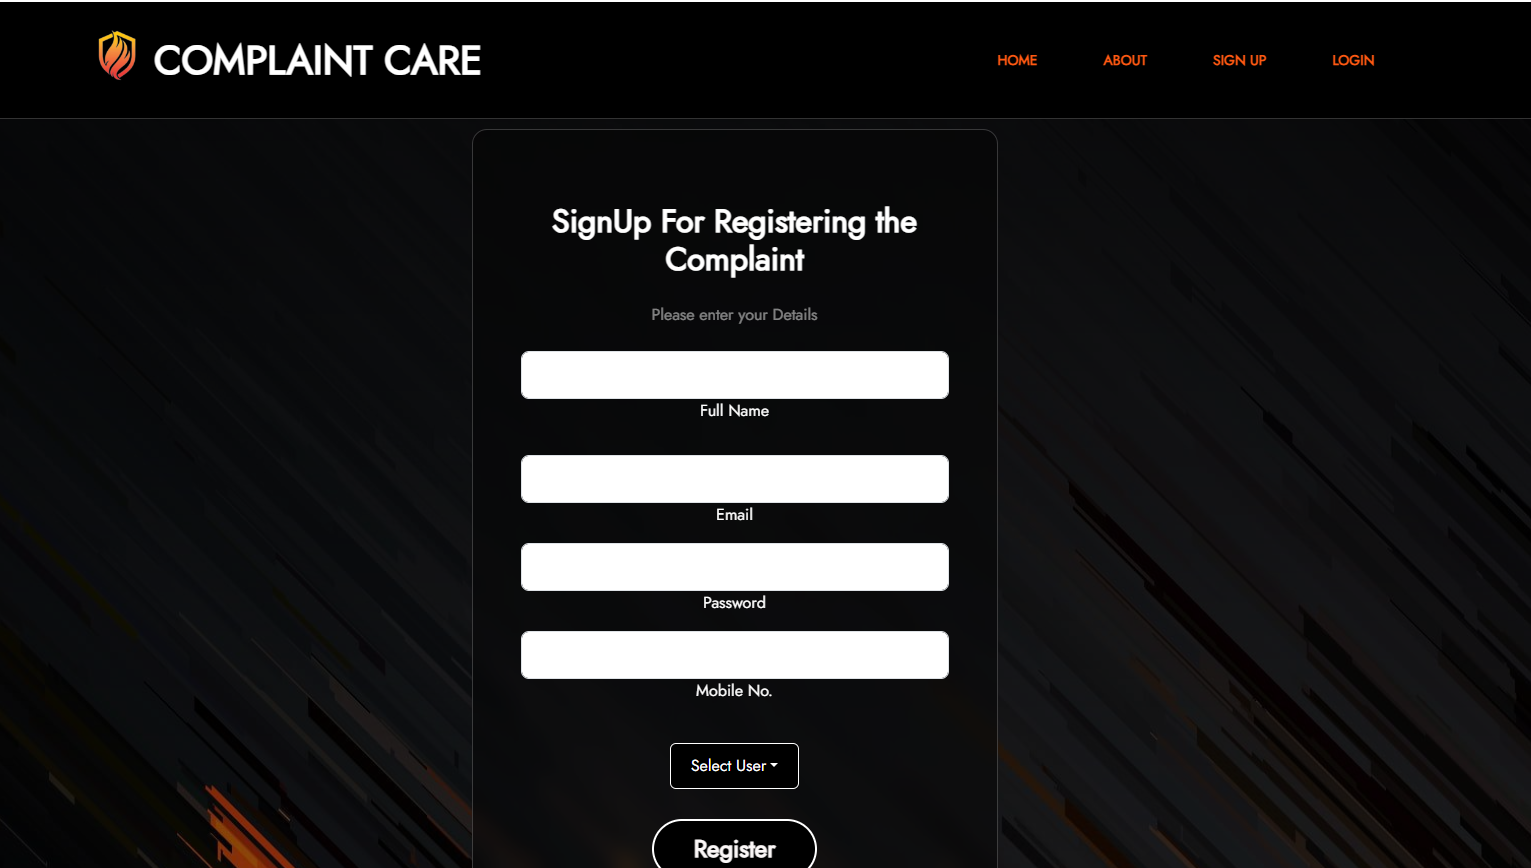 COMPLAINT CARE
HOME ABOUT SIGN UP LOGIN
SignUp For Registering the
Complaint
Please enter your Details
Full Name
Email
Password
Mobile No.
Select User
Register